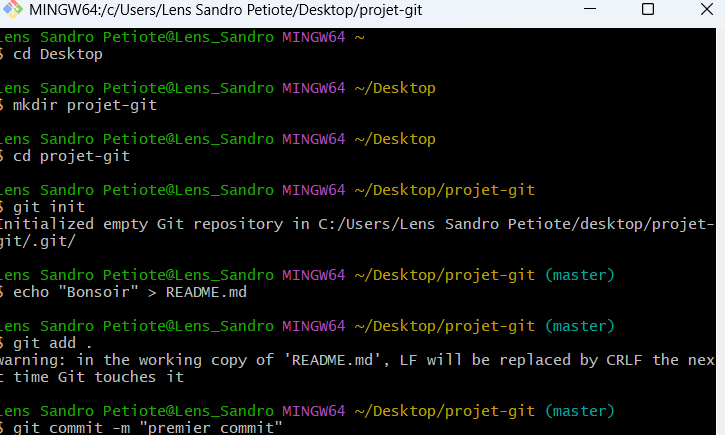 MINGW64:/c/Users/Lens Sandro Petiote/Desktop/projet-git
Lens Sandro Petiote@Lens_Sandro MINGW64 ~
$ cd Desktop
Lens Sandro Petiote@Lens_Sandro MINGW64 ~/Desktop
$ mkdir projet-git
Lens Sandro Petiote@Lens_Sandro MINGW64 ~/Desktop
$ cd projet-git
Lens Sandro Petiote@Lens_Sandro MINGW64 ~/Desktop/projet-git
$ git init
Initialized empty Git repository in C:/Users/Lens Sandro Petiote/desktop/projet-
git/.git/
Lens Sandro Petiote@Lens_Sandro MINGW64 ~/Desktop/projet-git (master)
$ echo "Bonsoir" > README.md
Lens Sandro Petiote@Lens_Sandro MINGW64 ~/Desktop/projet-git (master)
$ git add .
warning: in the working copy of 'README.md', LF will be replaced by CRLF the nex
t time Git touches it
Lens Sandro Petiote@Lens_Sandro MINGW64 ~/Desktop/projet-git (master)
$ git commit -m "premier commit"